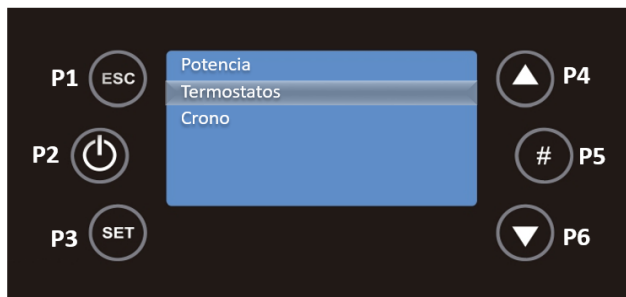 P1 ESC
Potencia
Termostatos
Crono
P4
P2
# P5
P3 SET
P6